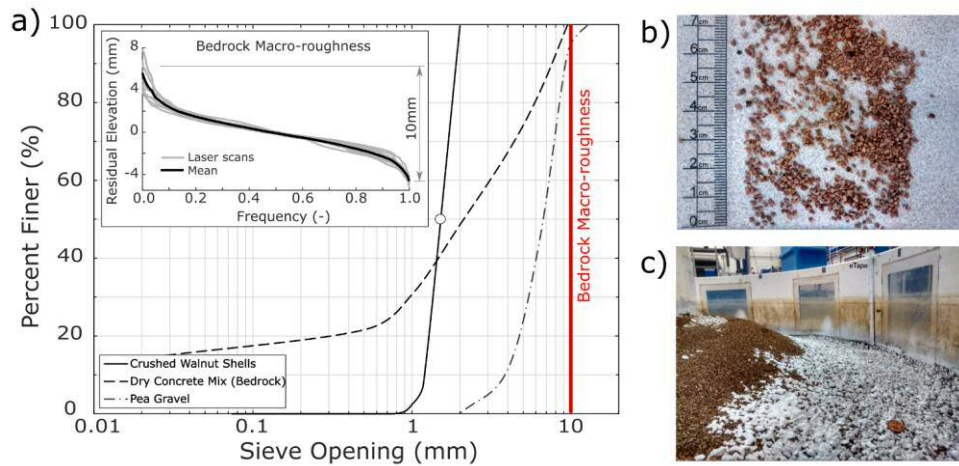 a)
100
80
60
40
20
0
Percent Finer (%)
0.01
0.1
1
10
Sieve Opening (mm)
Bedrock Macro-roughness
8
4
0
-4
Residual Elevation (mm)
10mm
Laser scans
Mean
0.0
0.2
0.4
0.6
0.8
1.0
Frequency (-)
Bedrock Macro-roughness
Crushed Walnut Shells
Dry Concrete Mix (Bedrock)
Pea Gravel
b)
7cm
6cm
5cm
4cm
3cm
2cm
1cm
0cm
c)
eTape